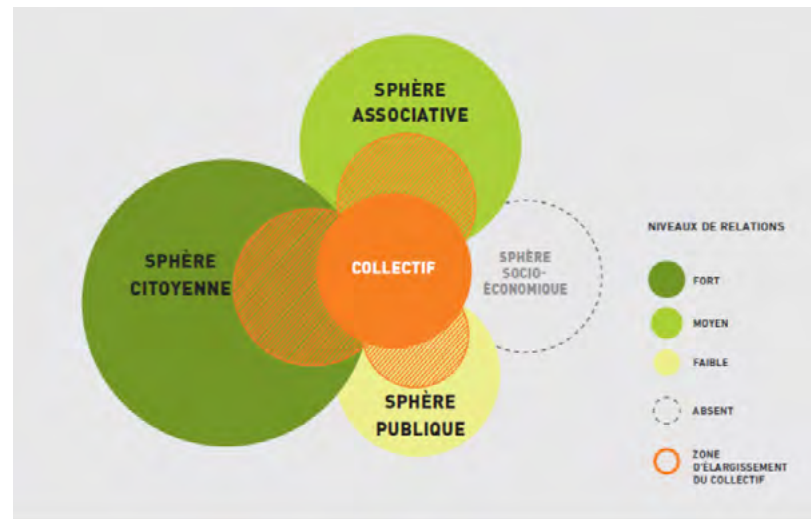 SPHÈRE
ASSOCIATIVE
SPHÈRE
CITOYENNE
COLLECTIF
SPHÈRE
SOCIO-
ÉCONOMIQUE
SPHÈRE
PUBLIQUE
NIVEAUX DE RELATIONS
FORT
MOYEN
FAIBLE
ABSENT
ZONE
D'ÉLARGISSEMENT
DU COLLECTIF